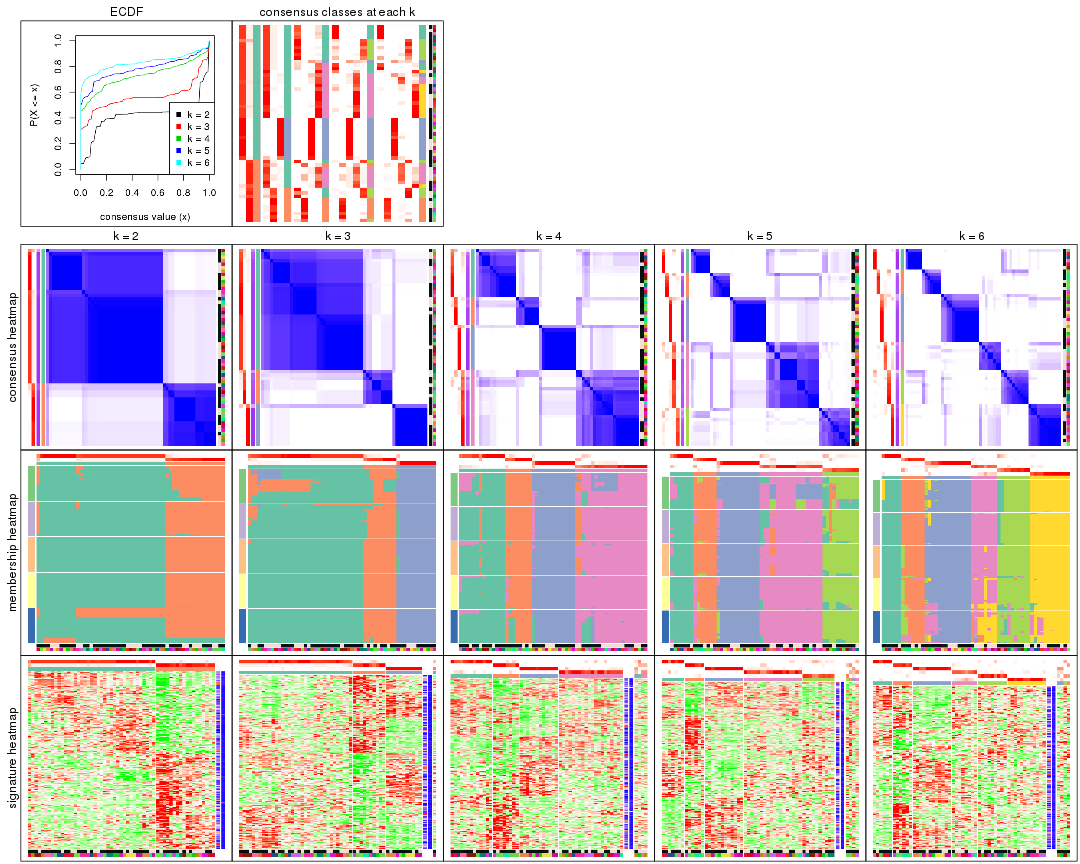 ECDF
consensus classes at each k
P(X <= x)
0.0 0.2 0.4 0.6 0.8 1.0
k = 2
k = 3
k = 4
k = 5
k = 6
0.0 0.2 0.4 0.6 0.8 1.0
consensus value (x)
k = 2 k = 3 k = 4 k = 5 k = 6
consensus heatmap
membership heatmap
signature heatmap